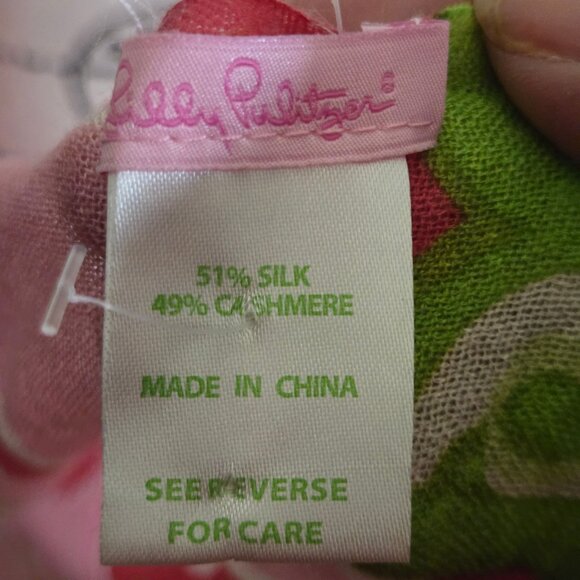 Lilly Pulitzer®
51% SILK
49% CASHMERE
MADE IN CHINA
SEE REVERSE
FOR CARE